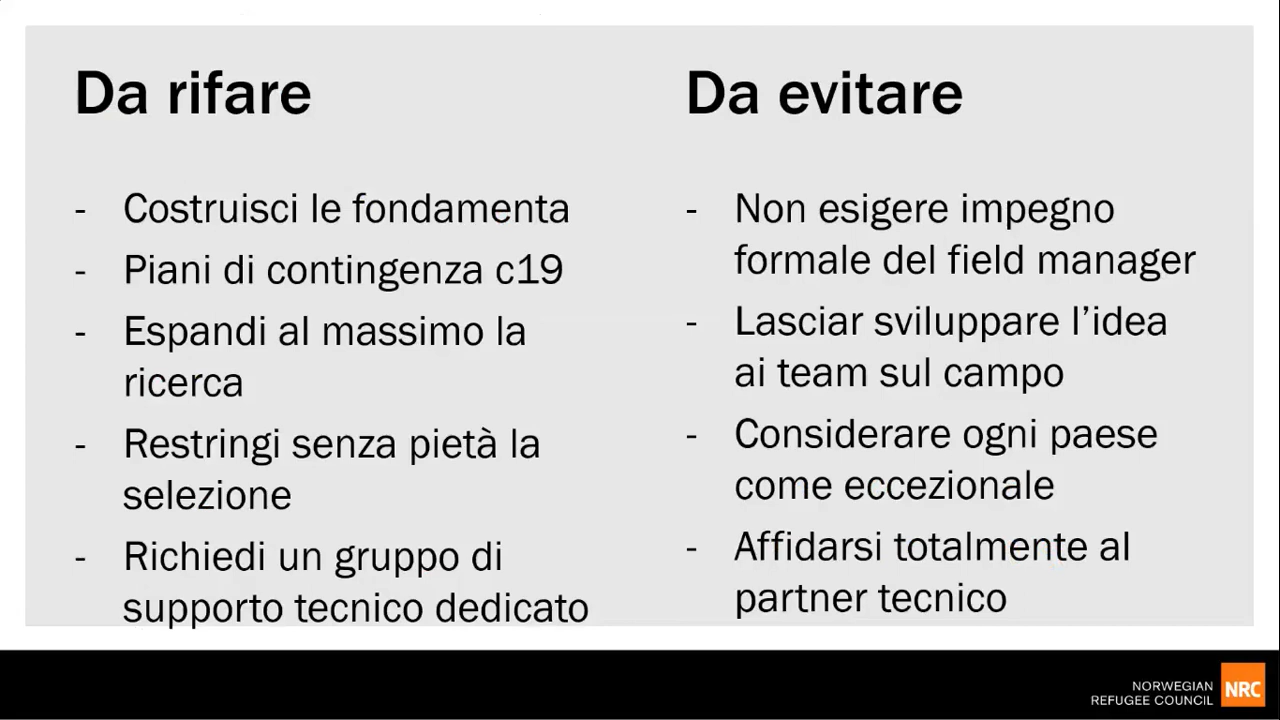 Da rifare
- Costruisci le fondamenta
- Piani di contingenza c19
- Espandi al massimo la
ricerca
- Restringi senza pietà la
selezione
- Richiedi un gruppo di
supporto tecnico dedicato
Da evitare
- Non esigere impegno
formale del field manager
- Lasciar sviluppare l’idea
ai team sul campo
- Considerare ogni paese
come eccezionale
- Affidarsi totalmente al
partner tecnico
NORWEGIAN
REFUGEE COUNCIL
NRC